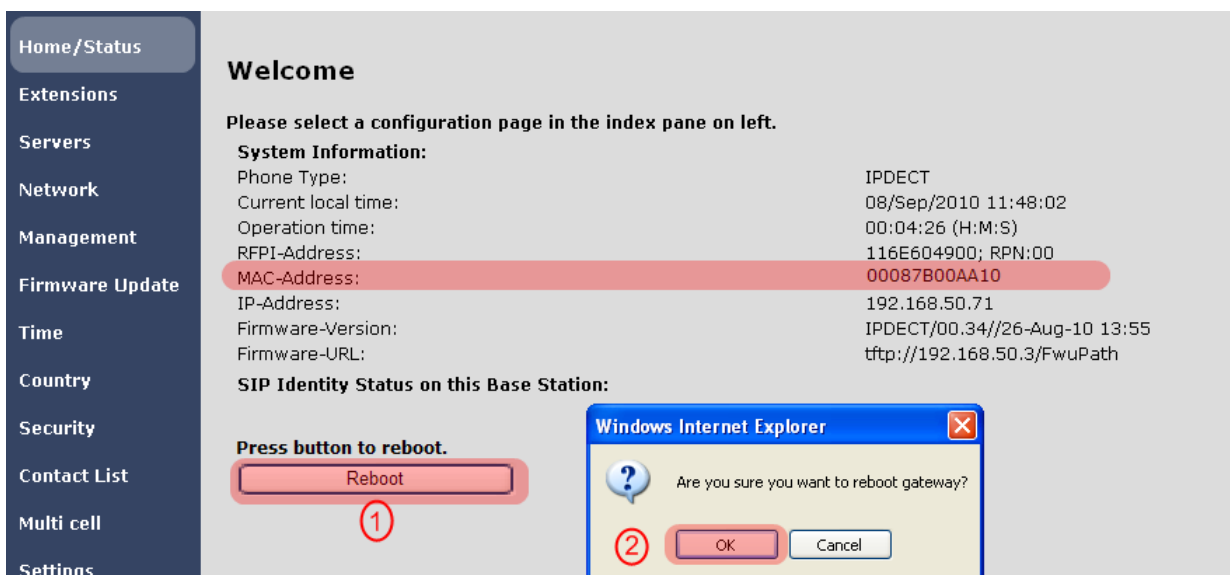 Home/Status
Extensions
Servers
Network
Management
Firmware Update
Time
Country
Security
Contact List
Multi cell
Settings
Welcome
Please select a configuration page in the index pane on left.
System Information:
Phone Type: IPDECT
Current local time: 08/Sep/2010 11:48:02
Operation time: 00:04:26 (H:M:S)
RFPI-Address: 116E604900; RPN:00
MAC-Address: 00087B00AA10
IP-Address: 192.168.50.71
Firmware-Version: IPDECT/00.34//26-Aug-10 13:55
Firmware-URL: tftp://192.168.50.3/FwuPath
SIP Identity Status on this Base Station:
Press button to reboot.
Reboot
1
Windows Internet Explorer
Are you sure you want to reboot gateway?
2
OK Cancel